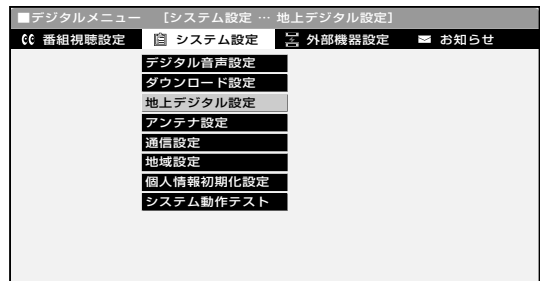 ■デジタルメニュー ［システム設定 … 地上デジタル設定］
番組視聴設定 システム設定 外部機器設定 お知らせ
デジタル音声設定
ダウンロード設定
地上デジタル設定
アンテナ設定
通信設定
地域設定
個人情報初期化設定
システム動作テスト